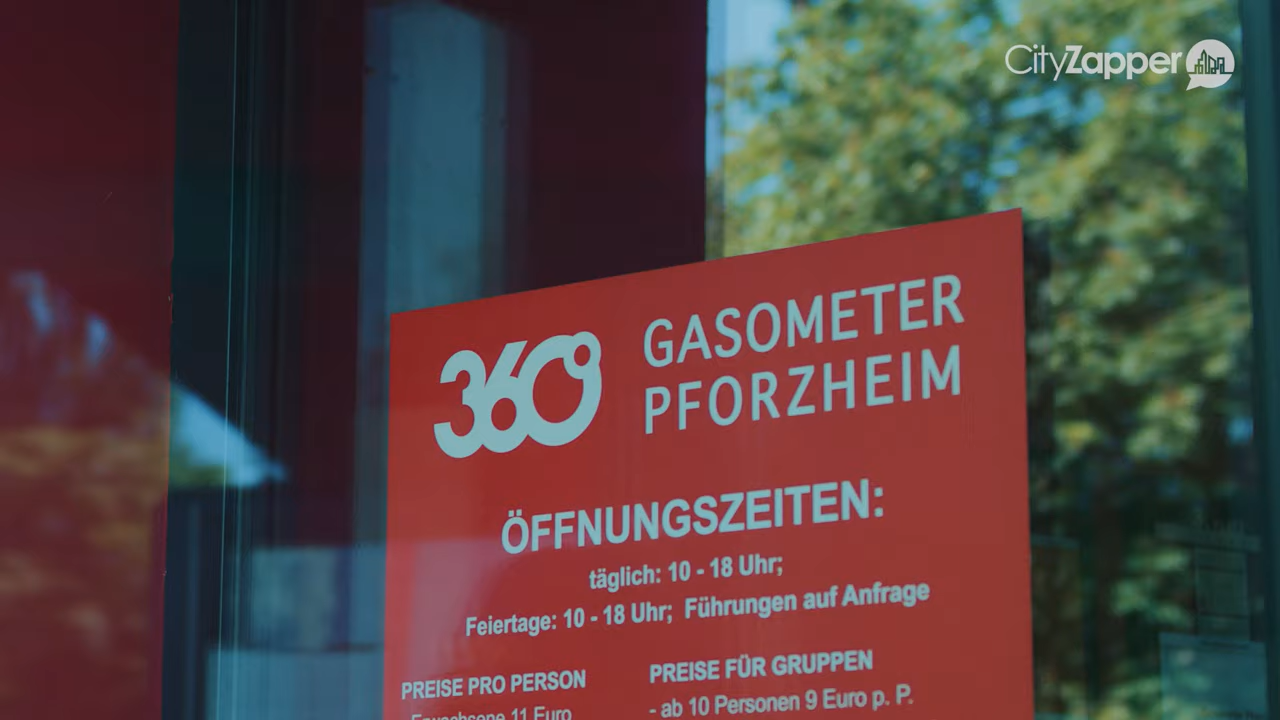 CityZapper
360°
GASOMETER
PFORZHEIM
ÖFFNUNGSZEITEN:
täglich: 10 - 18 Uhr;
Feiertage: 10 - 18 Uhr; Führungen auf Anfrage
PREISE PRO PERSON
Erwachsene 11 Euro
PREISE FÜR GRUPPEN
- ab 10 Personen 9 Euro p. P.